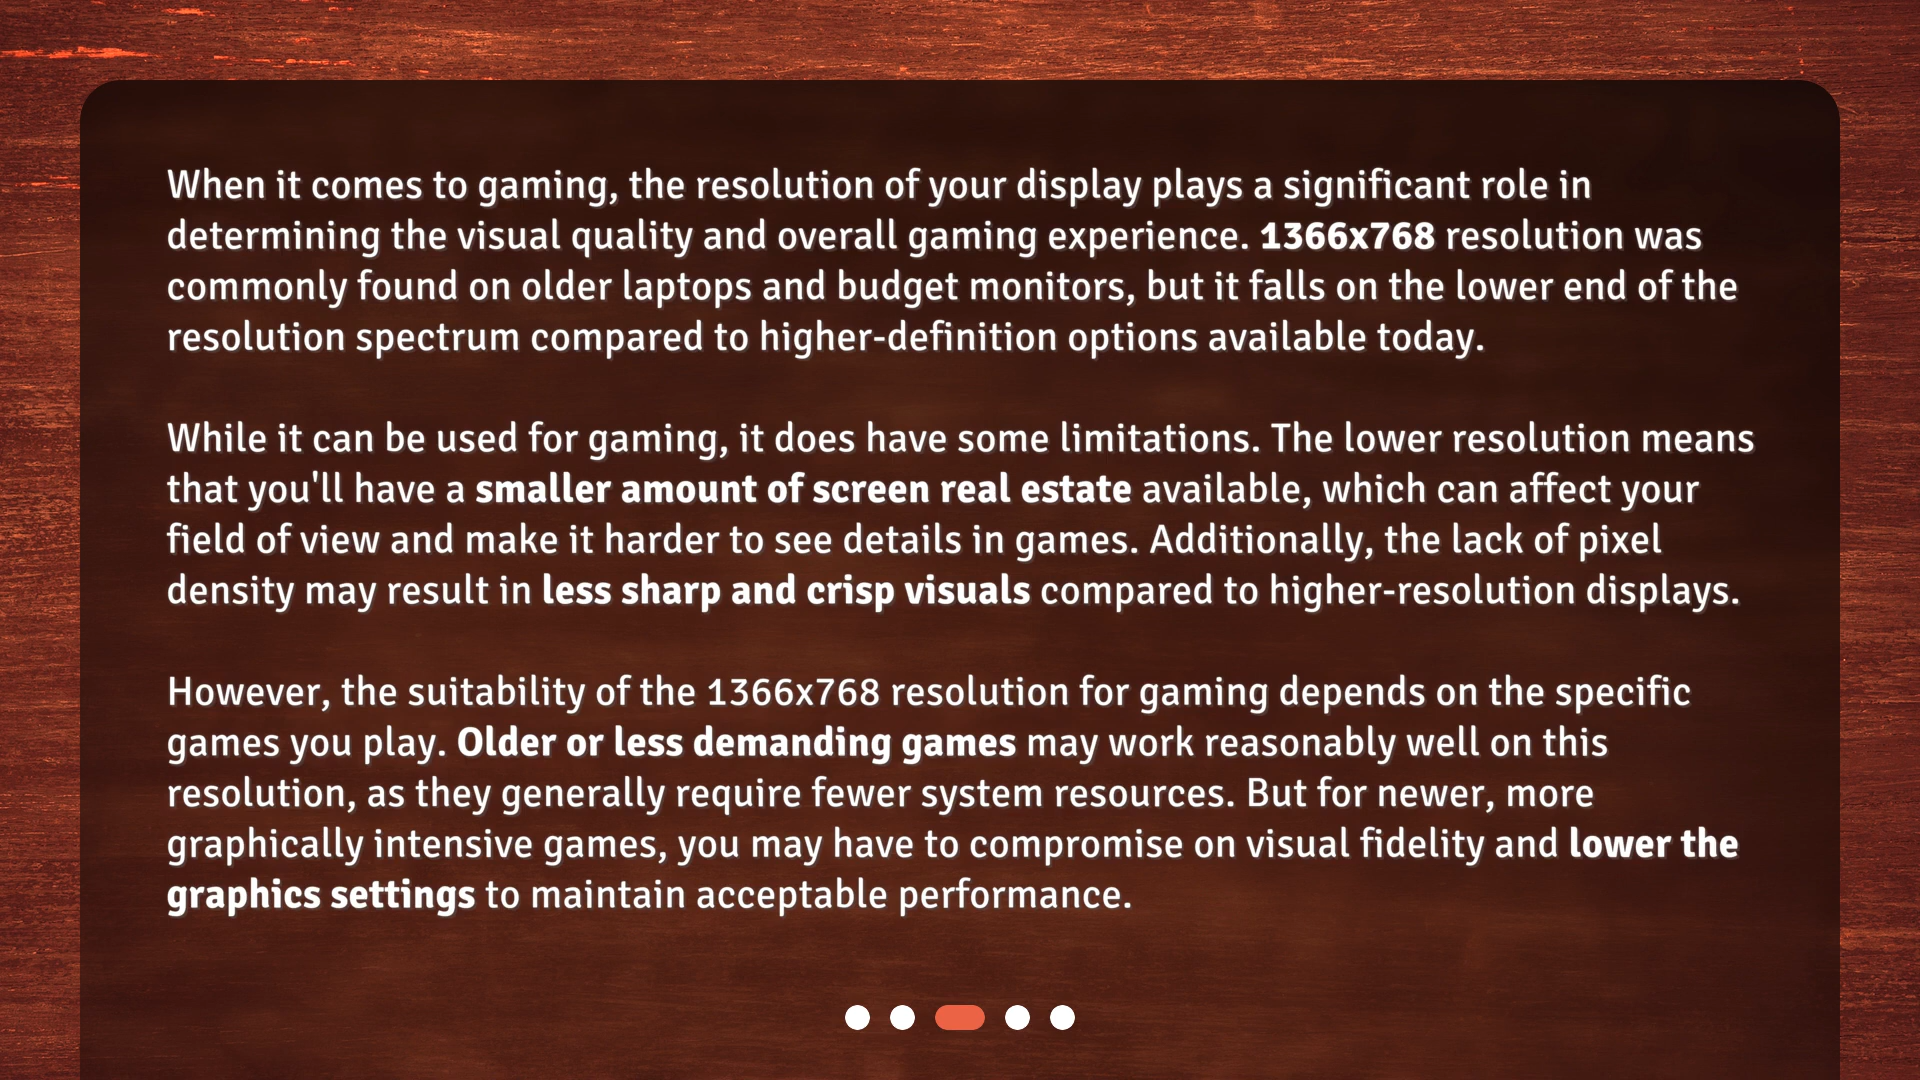 When it comes to gaming, the resolution of your display plays a significant role in
determining the visual quality and overall gaming experience. 1366x768 resolution was
commonly found on older laptops and budget monitors, but it falls on the lower end of the
resolution spectrum compared to higher-definition options available today.
While it can be used for gaming, it does have some limitations. The lower resolution means
that you'll have a smaller amount of screen real estate available, which can affect your
field of view and make it harder to see details in games. Additionally, the lack of pixel
density may result in less sharp and crisp visuals compared to higher-resolution displays.
However, the suitability of the 1366x768 resolution for gaming depends on the specific
games you play. Older or less demanding games may work reasonably well on this
resolution, as they generally require fewer system resources. But for newer, more
graphically intensive games, you may have to compromise on visual fidelity and lower the
graphics settings to maintain acceptable performance.